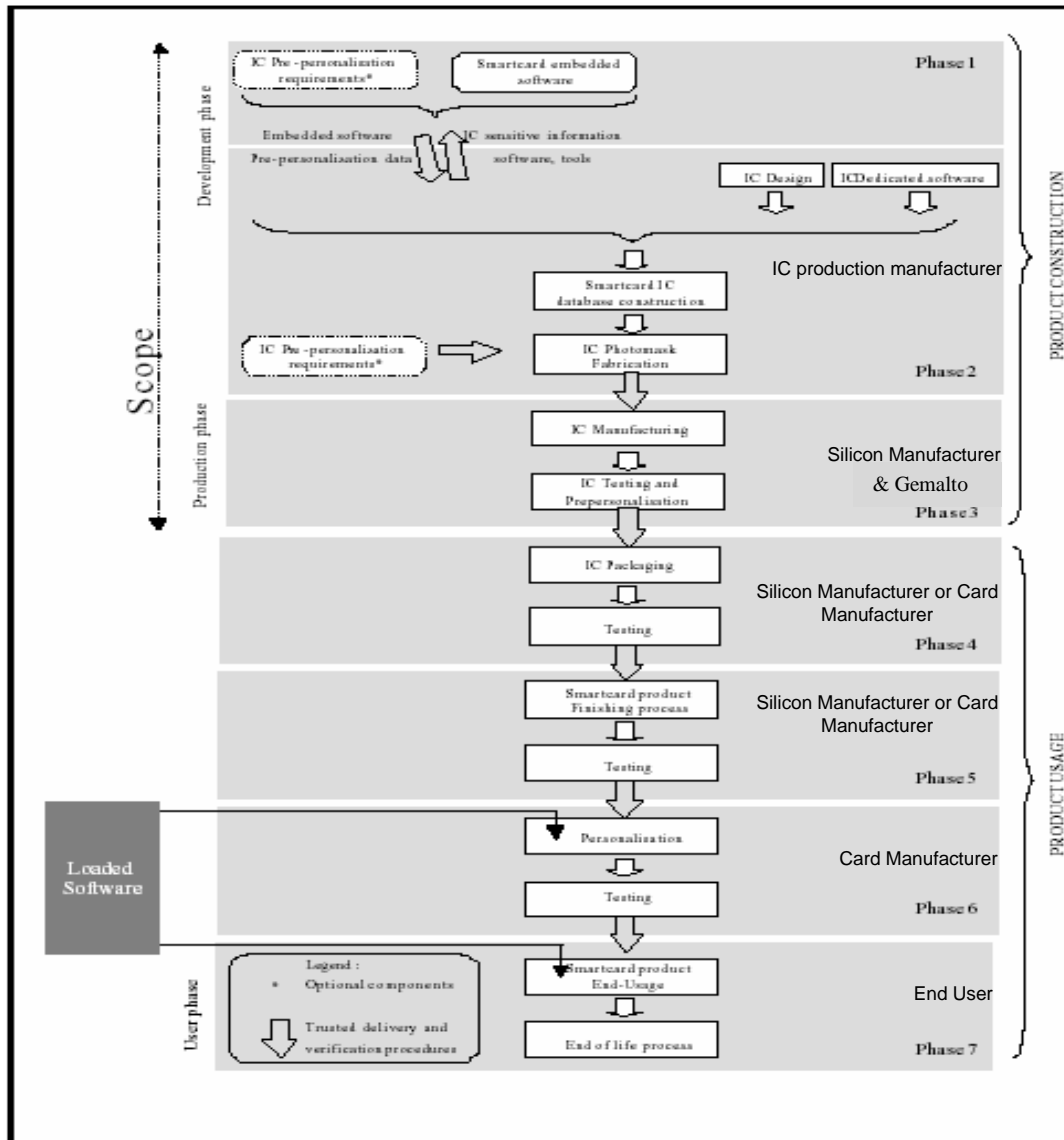 IC Pre-personalisation
requirements*
Smartcard embedded
software
Phase 1
Development phase
Embedded software
IC sensitive information
Pre-personalisation data
software, tools
IC Design
ICDedicated software
PRODUCT CONSTRUCTION
IC production manufacturer
Smartcard IC
database construction
Scope
IC Pre-personalisation
requirements*
IC Photomask
Fabrication
Phase 2
Production phase
IC Manufacturing
Silicon Manufacturer
& Gemalto
IC Testing and
Prepersonalisation
Phase 3
IC Packaging
Silicon Manufacturer or Card
Manufacturer
Testing
Phase 4
Smartcard product
Finishing process
Silicon Manufacturer or Card
Manufacturer
Testing
Phase 5
PRODUCT USAGE
Personalisation
Loaded
Software
Card Manufacturer
Testing
Phase 6
User phase
Legend :
* Optional components
Trusted delivery and
verification procedures
Smartcard product
End-Usage
End User
End of life process
Phase 7